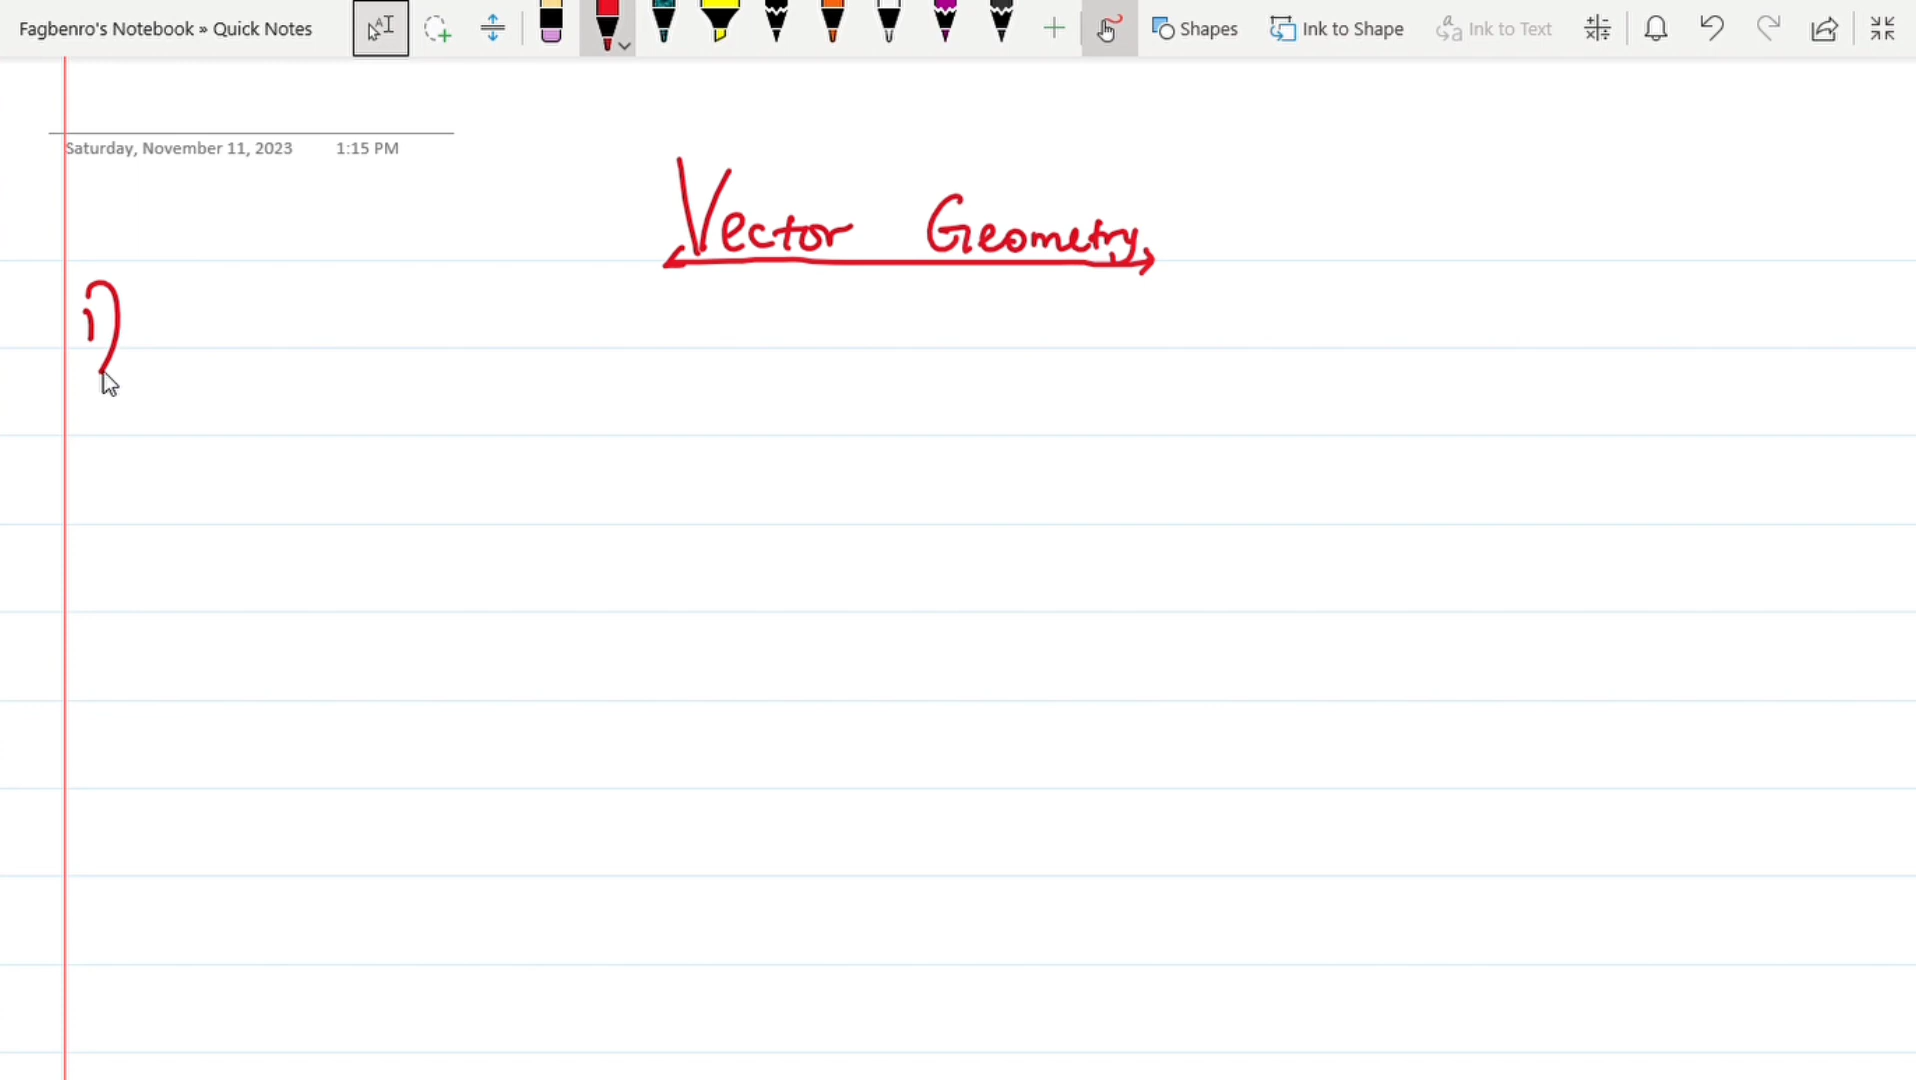 Fagbenro's Notebook » Quick Notes
Shapes
Ink to Shape
Ink to Text
Saturday, November 11, 2023 1:15 PM
Vector Geometry
1)